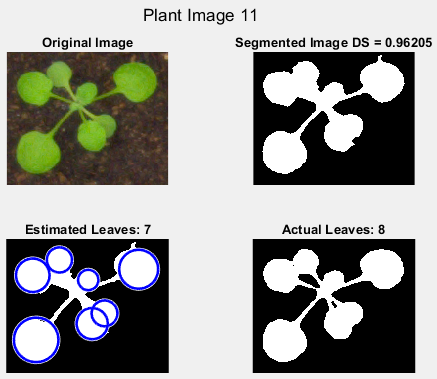 Plant Image 11
Original Image
Segmented Image DS = 0.96205
Estimated Leaves: 7
Actual Leaves: 8